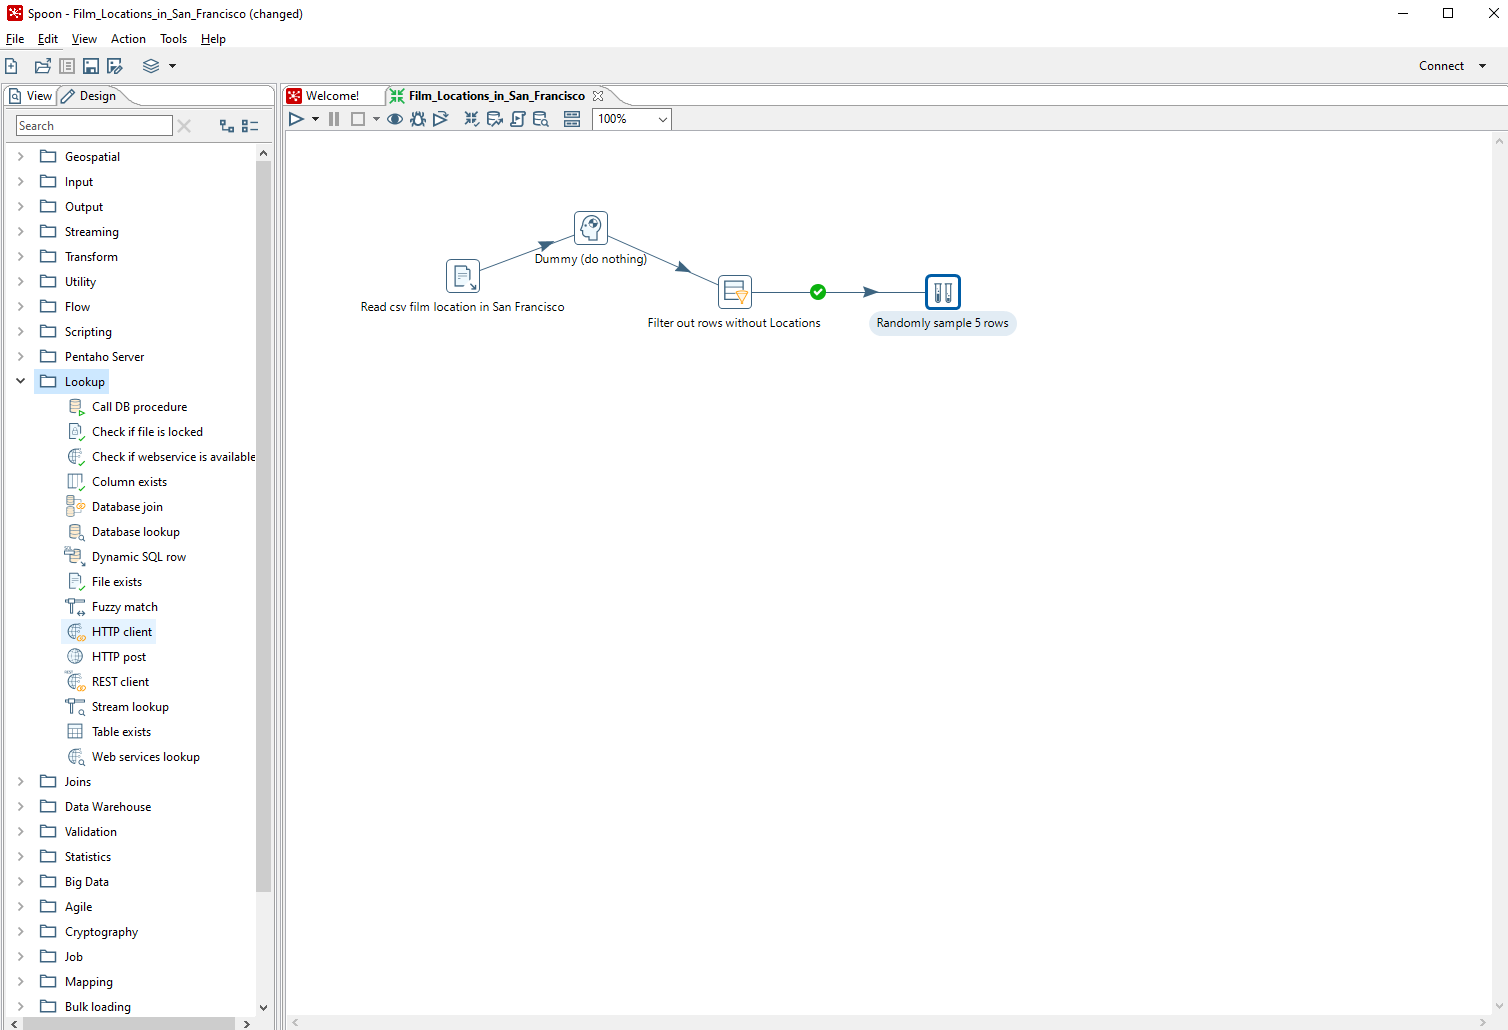 Spoon - Film_Locations_in_San_Francisco (changed)
File Edit View Action Tools Help
Connect
View Design
Welcome! Film_Locations_in_San_Francisco
Search
100%
Geospatial
Input
Output
Streaming
Transform
Utility
Flow
Scripting
Pentaho Server
Lookup
Call DB procedure
Check if file is locked
Check if webservice is available
Column exists
Database join
Database lookup
Dynamic SQL row
File exists
Fuzzy match
HTTP client
HTTP post
REST client
Stream lookup
Table exists
Web services lookup
Joins
Data Warehouse
Validation
Statistics
Big Data
Agile
Cryptography
Job
Mapping
Bulk loading
Dummy (do nothing)
Read csv film location in San Francisco
Filter out rows without Locations
Randomly sample 5 rows